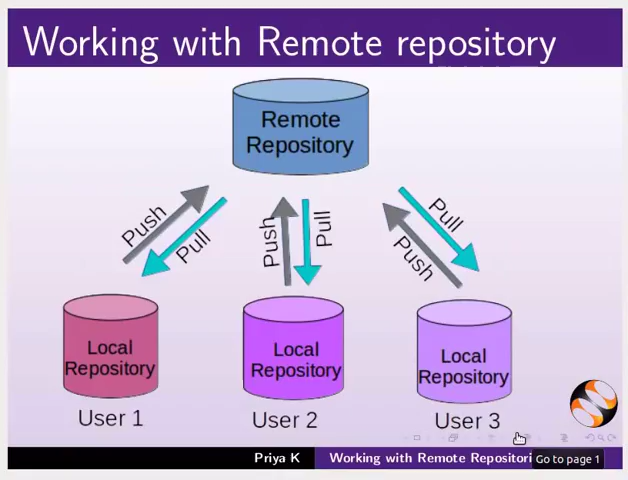 Working with Remote repository
Remote
Repository
Push
Pull
Push
Pull
Pull
Push
Local
Repository
Local
Repository
Local
Repository
User 1
User 2
User 3
Priya K
Working with Remote Repositori
Go to page 1